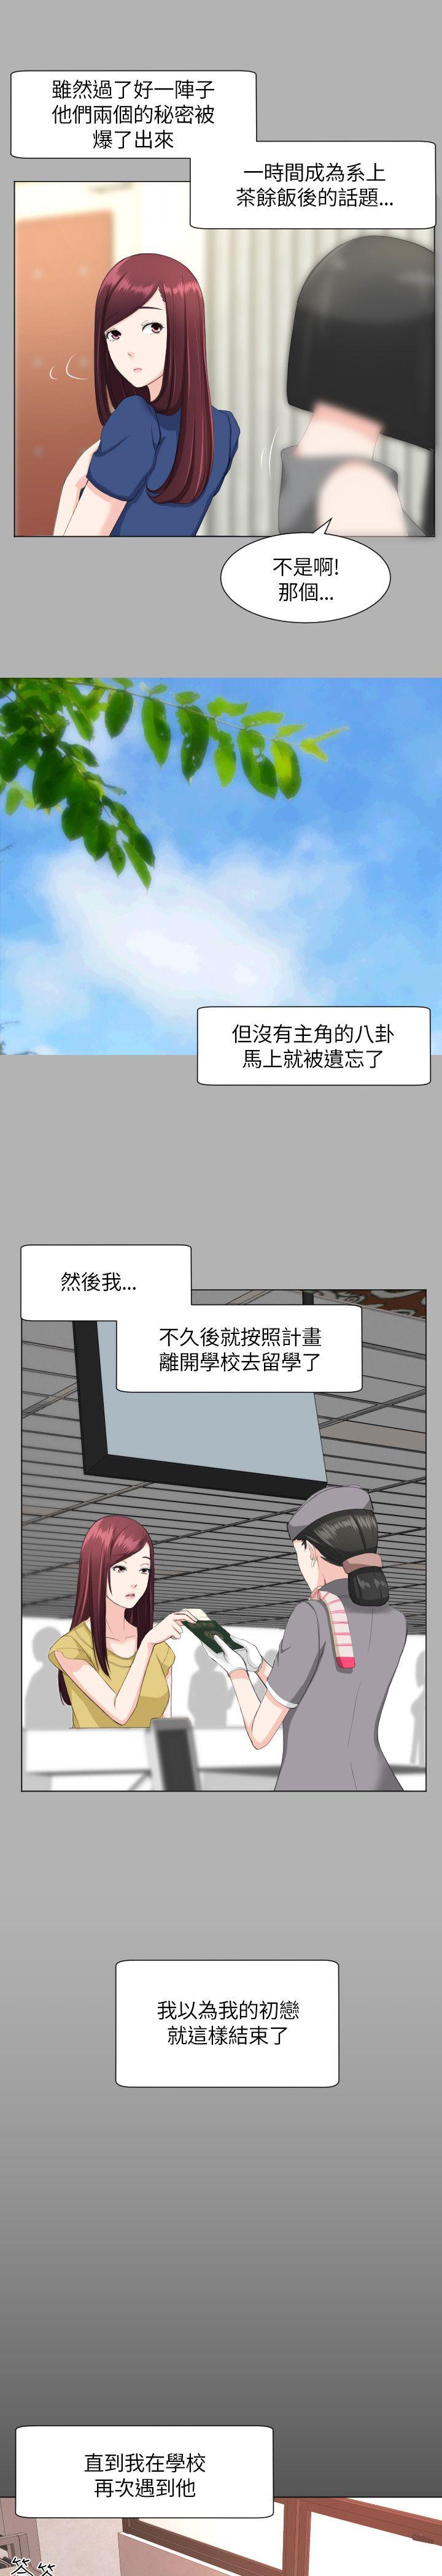 雖然過了好一陣子
他們兩個的秘密被
爆了出來
一時間成為系上
茶餘飯後的話題...
不是啊!
那個...
但沒有主角的八卦
馬上就被遺忘了
然後我...
不久後就按照計畫
離開學校去留學了
我以為我的初戀
就這樣結束了
直到我在學校
再次遇到他
答答